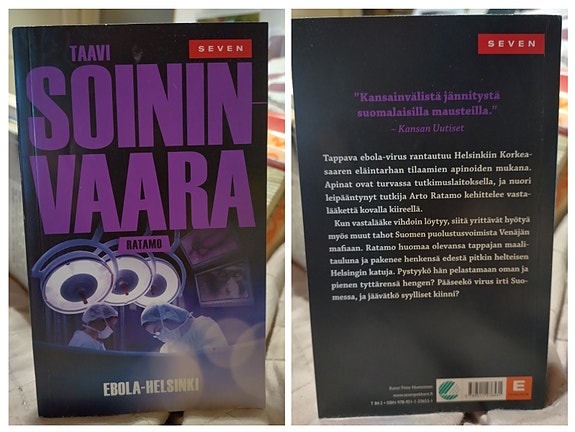 TAAVI
SEVEN
SOININ
VAARA
RATAMO
EBOLA-HELSINKI
SEVEN
"Kansainvälistä jännitystä
suomalaisilla mausteilla."
– Kansan Uutiset
Tappava ebola-virus rantautuu Helsinkiin Korkea-
saaren eläintarhan tilaamien apinoiden mukana.
Apinat ovat turvassa tutkimuslaitoksella, ja nuori
leipääntynyt tutkija Arto Ratamo kehittelee vasta-
lääkettä kovalla kiireellä.
Kun vastalääke vihdoin löytyy, siitä yrittävät hyötyä
myös muut tahot Suomen puolustusvoimista Venäjän
mafiaan. Ratamo huomaa olevansa tappajan maali-
tauluna ja pakenee henkensä edestä pitkin helteisen
Helsingin katuja. Pystyykö hän pelastamaan oman ja
pienen tyttärensä hengen? Pääseekö virus irti Suo-
messa, ja jäävätkö syylliset kiinni?
E